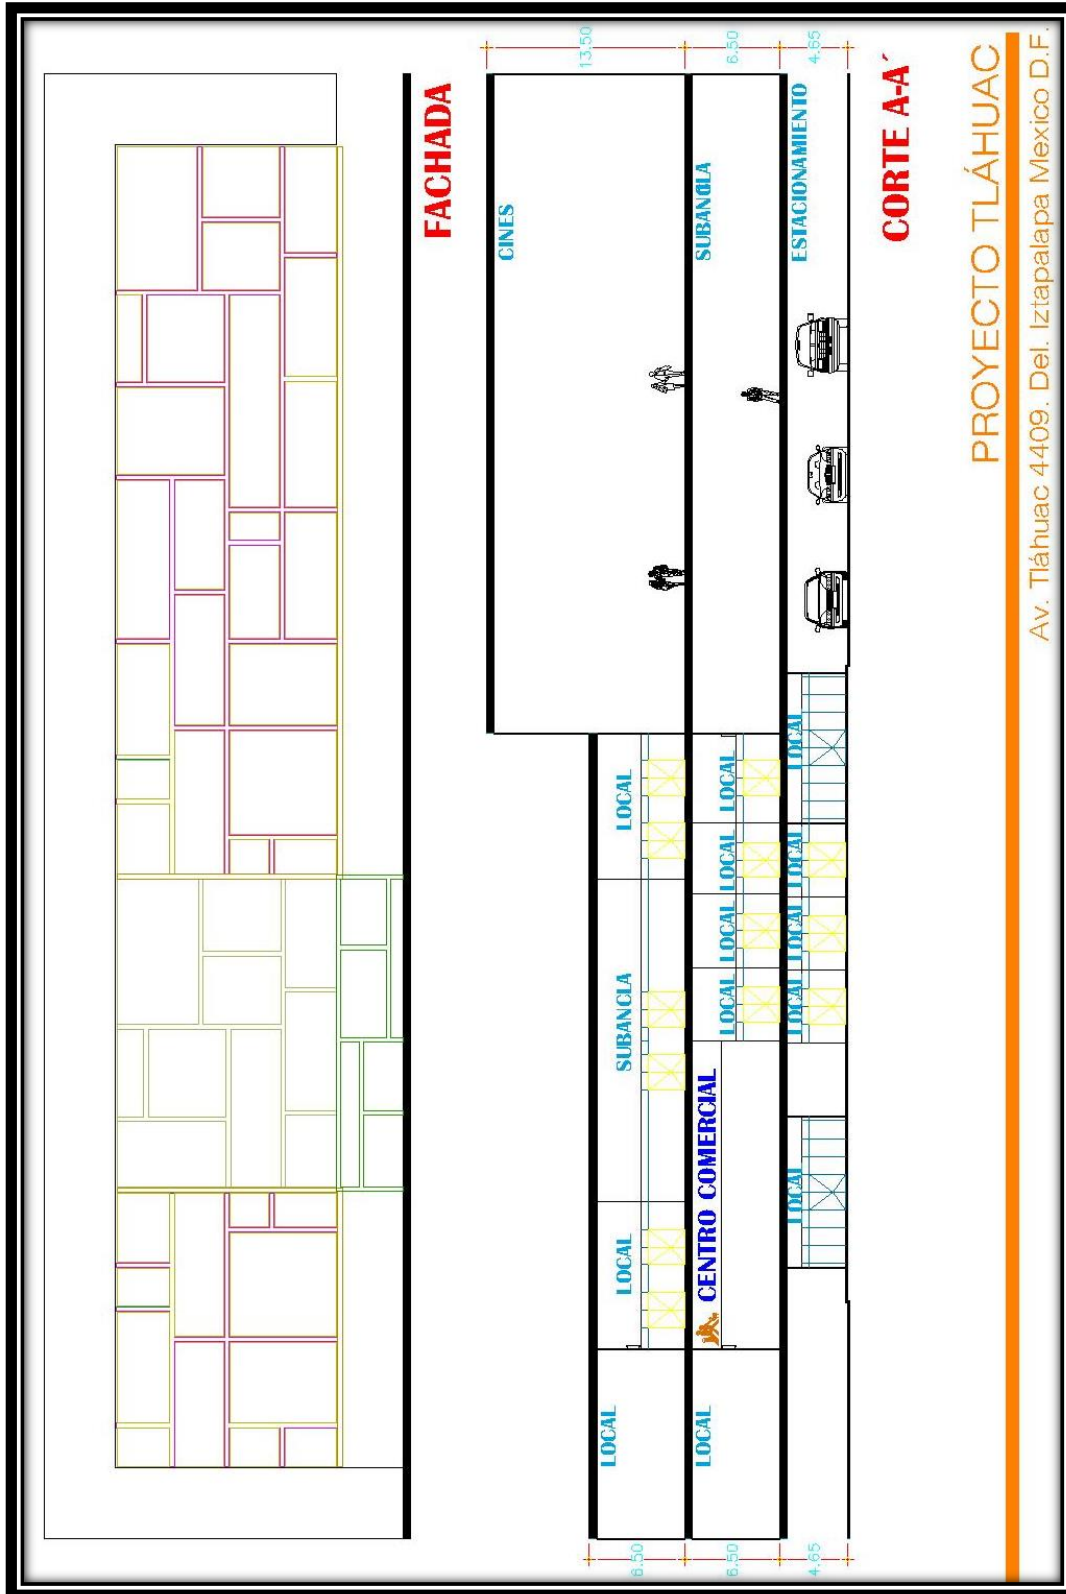 FACHADA
CINES
13.50
6.50
LOCAL
LOCAL
SUBANCLA
LOCAL
6.50
LOCAL
CENTRO COMERCIAL
LOCAL
LOCAL
LOCAL
LOCAL
SUBANCLA
6.50
4.65
LOCAL
LOCAL
LOCAL
LOCAL
LOCAL
ESTACIONAMIENTO
4.65
CORTE A-A´
PROYECTO TLÁHUAC
Av. Tláhuac 4409. Del. Iztapalapa Mexico D.F.